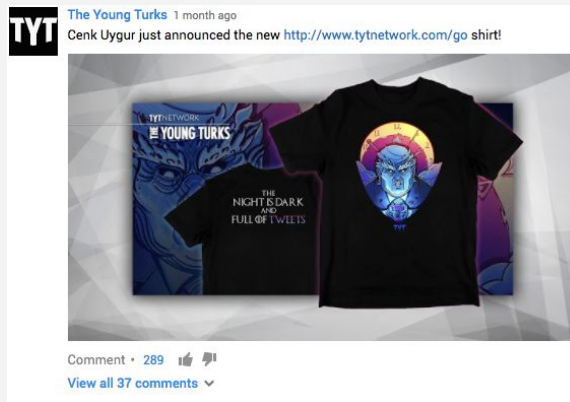 TYT
The Young Turks 1 month ago
Cenk Uygur just announced the new http://www.tytnetwork.com/go shirt!
TYTNETWORK
THE YOUNG TURKS
THE
NIGHT IS DARK
AND
FULL OF TWEETS
TYT
Comment • 289
View all 37 comments